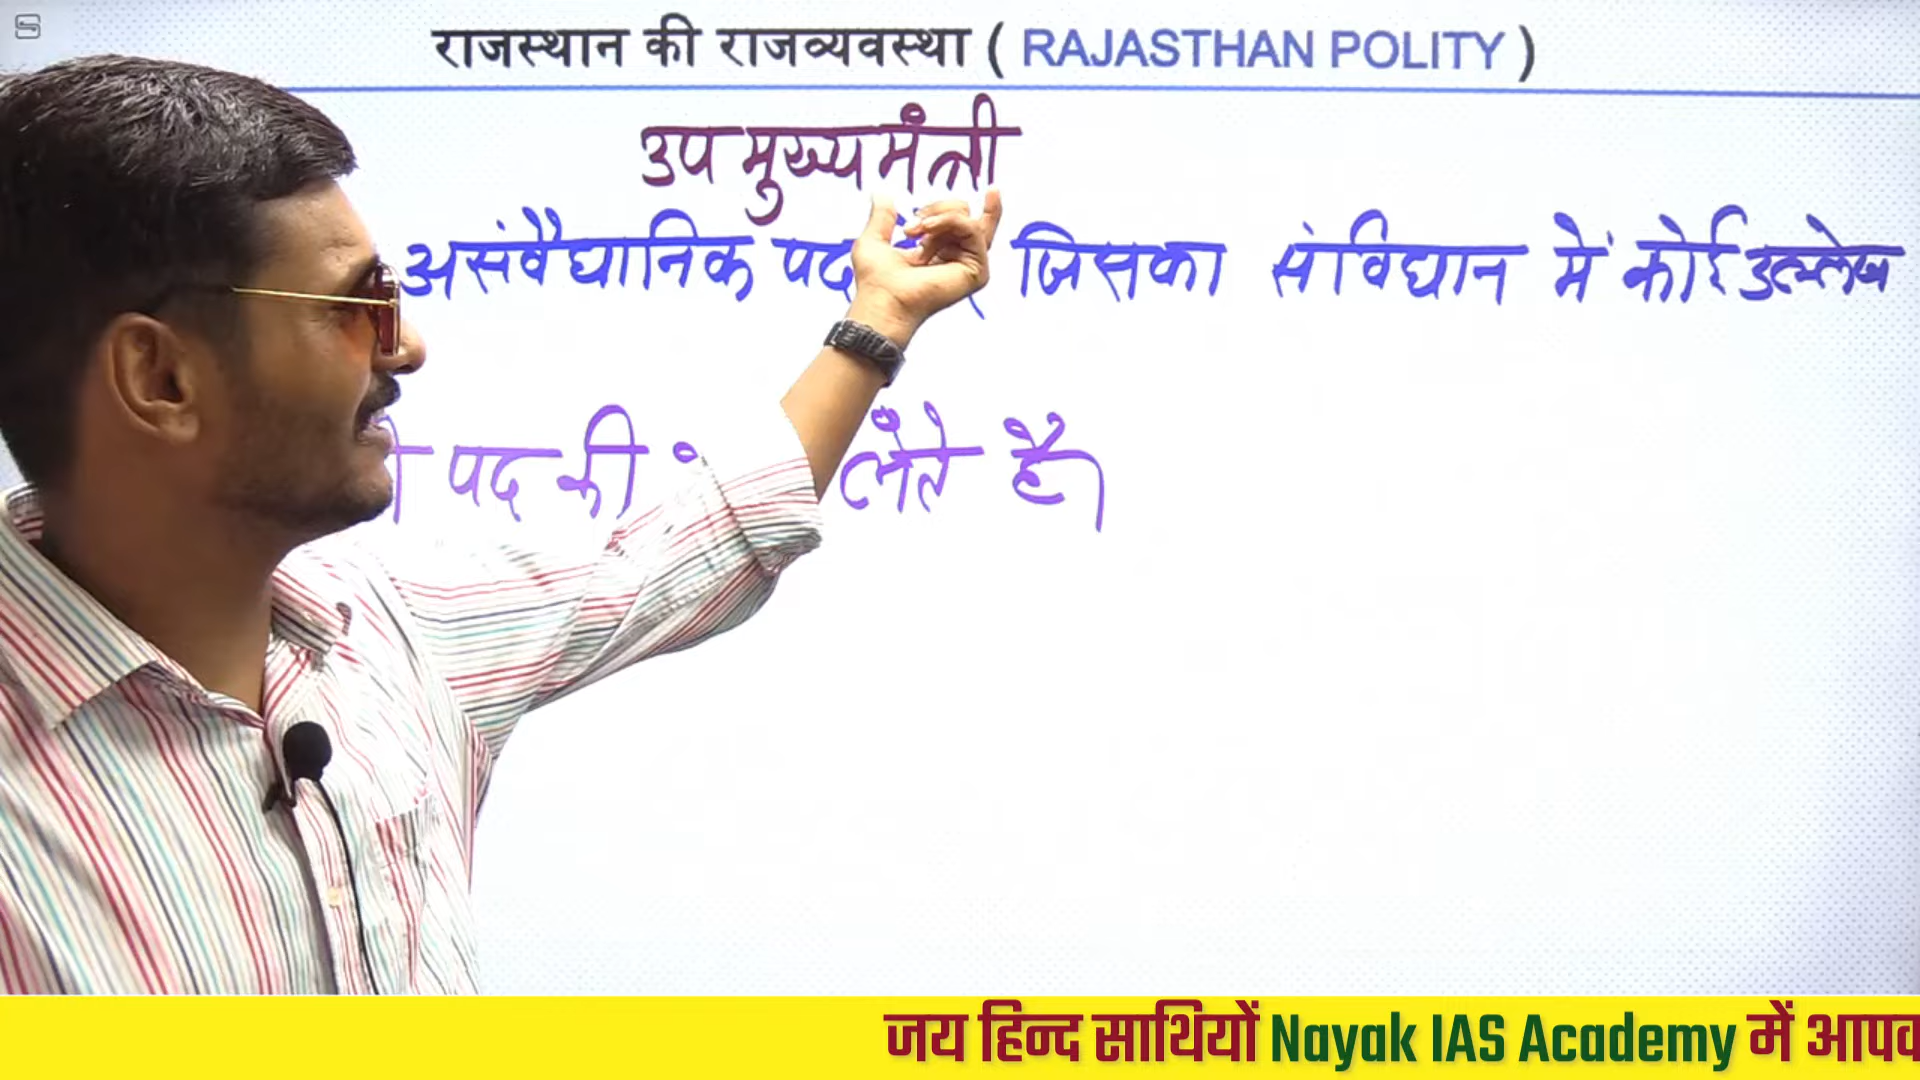 राजस्थान की राजव्यवस्था ( RAJASTHAN POLITY )
उप मुख्यमंत्री
असंवैधानिक पद जिसका संविधान में कोई उल्लेख
पद की लेते है।
जय हिन्द साथियों Nayak IAS Academy में